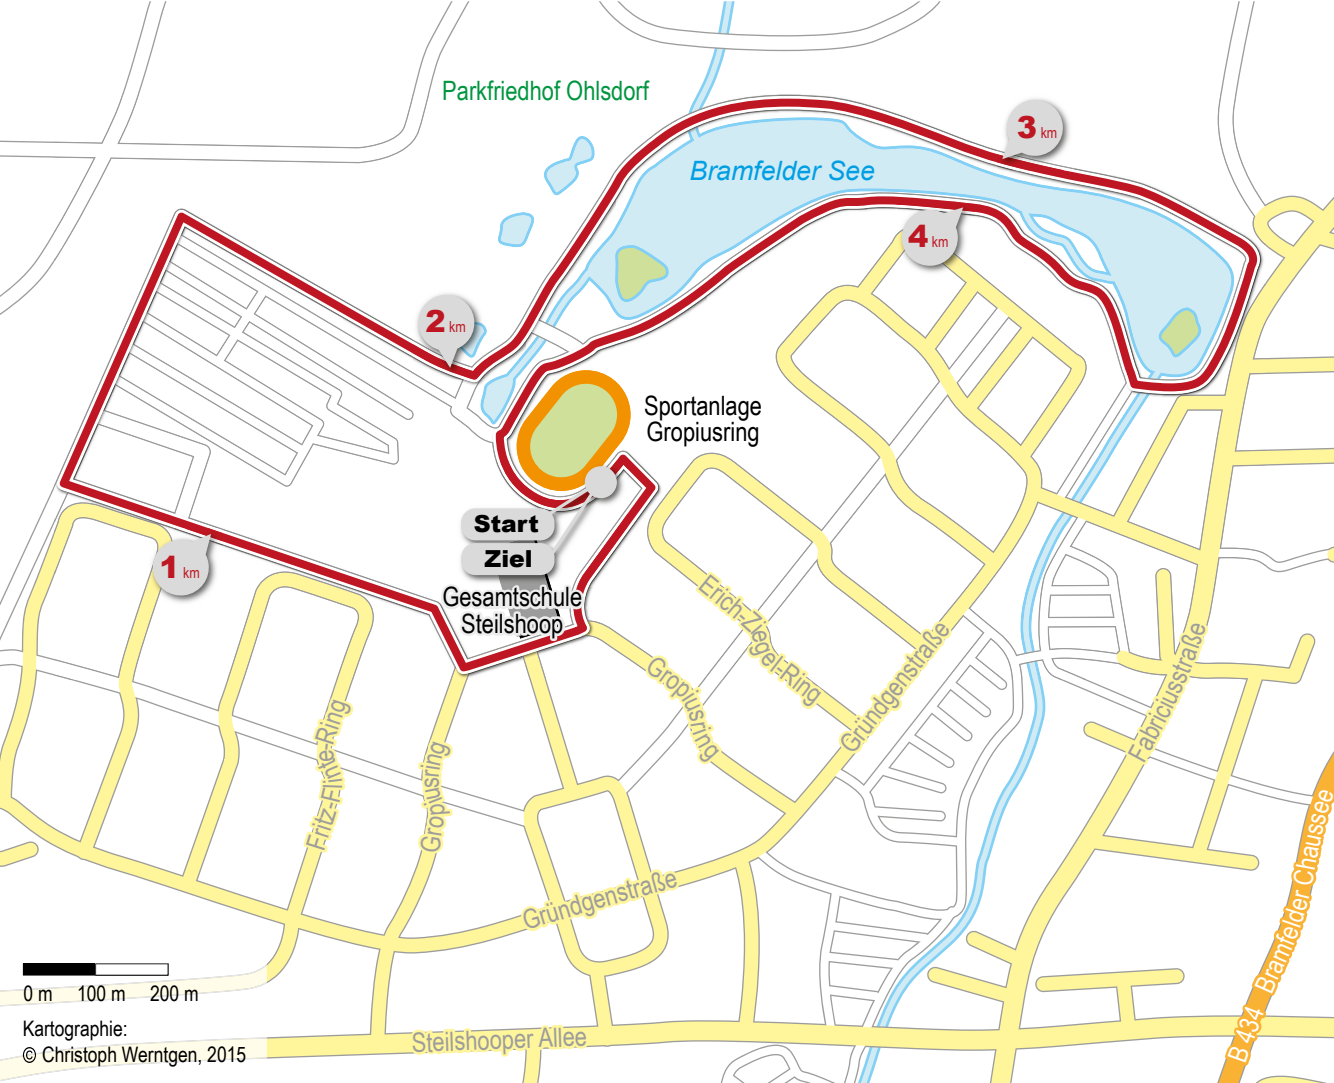 Parkfriedhof Ohlsdorf
3 km
Bramfelder See
4 km
2 km
Sportanlage
Gropiusring
Start
Ziel
1 km
Gesamtschule
Steilshoop
Erich-Ziegel-Ring
Gropiusring
Gründgenstraße
Fabriciusstraße
Fritz-Flinte-Ring
Gropiusring
Gründgenstraße
B 434 Bramfelder Chaussee
0 m 100 m 200 m
Kartographie:
© Christoph Werntgen, 2015
Steilshooper Allee